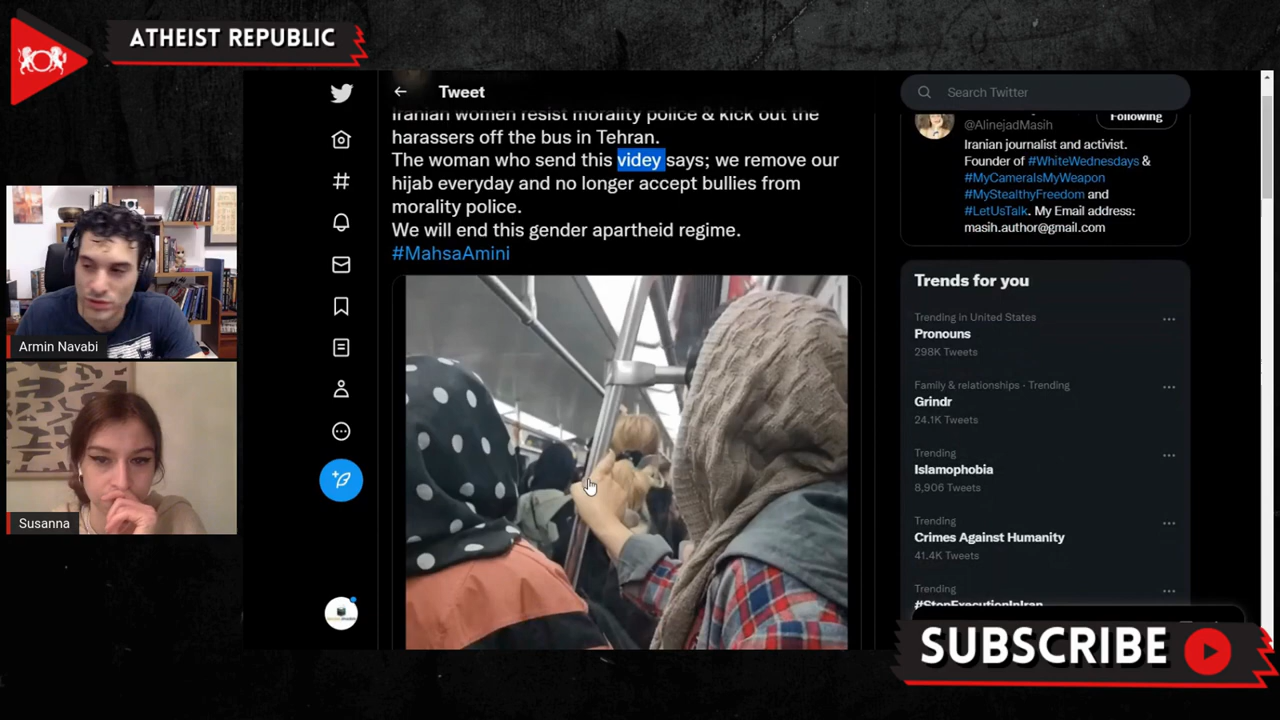 ATHEIST REPUBLIC
Tweet
Search Twitter
Iranian women resist morality police & kick out the
harassers off the bus in Tehran.
The woman who send this videy says; we remove our
hijab everyday and no longer accept bullies from
morality police.
We will end this gender apartheid regime.
#MahsaAmini
@AlinejadMasih
Following
Iranian journalist and activist.
Founder of #WhiteWednesdays &
#MyCameraIsMyWeapon
#MyStealthyFreedom and
#LetUsTalk. My Email address:
masih.author@gmail.com
Trends for you
Trending in United States
Pronouns
298K Tweets
Family & relationships · Trending
Grindr
24.1K Tweets
Trending
Islamophobia
8,906 Tweets
Trending
Crimes Against Humanity
41.4K Tweets
Trending
#StopExecutionInIran
Armin Navabi
Susanna
SUBSCRIBE